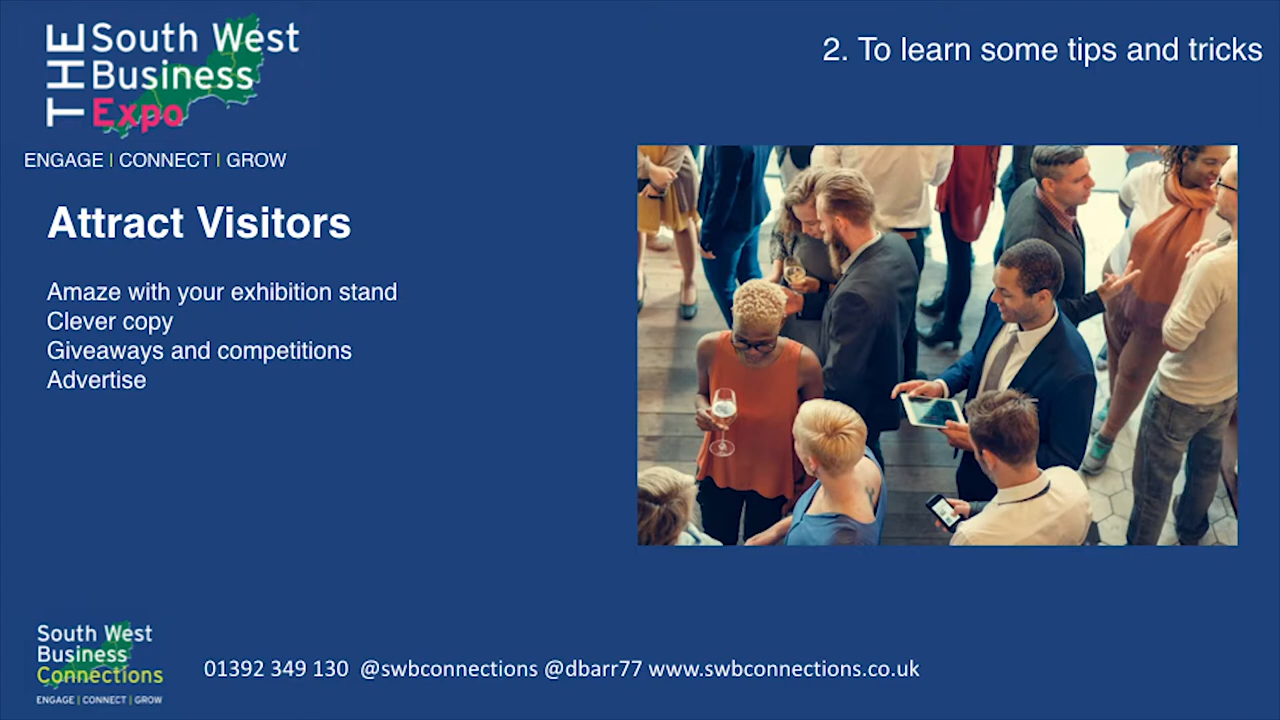 THE
South West
Business
Expo
ENGAGE | CONNECT | GROW
2. To learn some tips and tricks
Attract Visitors
Amaze with your exhibition stand
Clever copy
Giveaways and competitions
Advertise
South West
Business
Connections
ENGAGE | CONNECT | GROW
01392 349 130 @swbconnections @dbarr77 www.swbconnections.co.uk